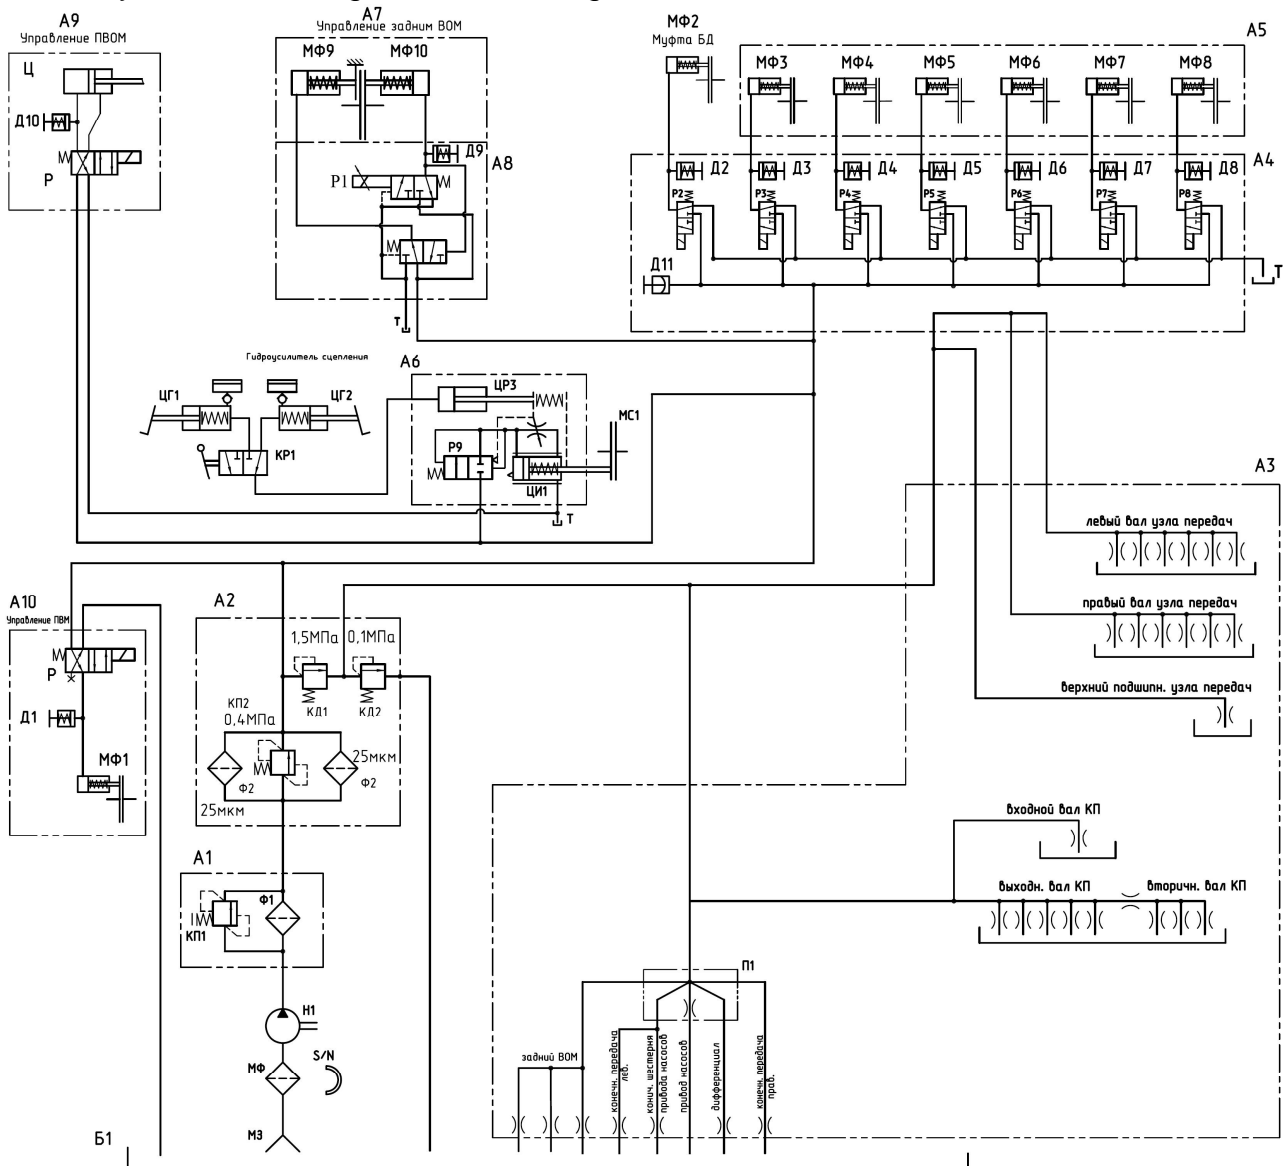 А9
Управление ПВОМ
Ц
Д10
Р
А7
Управление задним ВОМ
МФ9
МФ10
Д9
А8
Р1
Т
МФ2
Муфта БД
А5
МФ3
МФ4
МФ5
МФ6
МФ7
МФ8
А4
Д2
Д3
Д4
Д5
Д6
Д7
Д8
Р2
Р3
Р4
Р5
Р6
Р7
Р8
Д11
Т
Гидроусилитель сцепления
А6
ЦГ1
ЦГ2
КР1
ЦР3
МС1
Р9
ЦИ1
Т
А3
левый вал узла передач
правый вал узла передач
верхний подшипн. узла передач
входной вал КП
выходн. вал КП
вторичн. вал КП
А10
Управление ПВМ
Р
Д1
МФ1
А2
1,5МПа
0,1МПа
КД1
КД2
КП2
0,4МПа
Ф2
25мкм
25мкм
Ф2
А1
Ф1
КП1
Н1
МФ
S/N
МЗ
Б1
П1
задний ВОМ
конечн. передача
лев.
конич. шестерня
привода насосов
привод насосов
дифференциал
конечн. передача
прав.